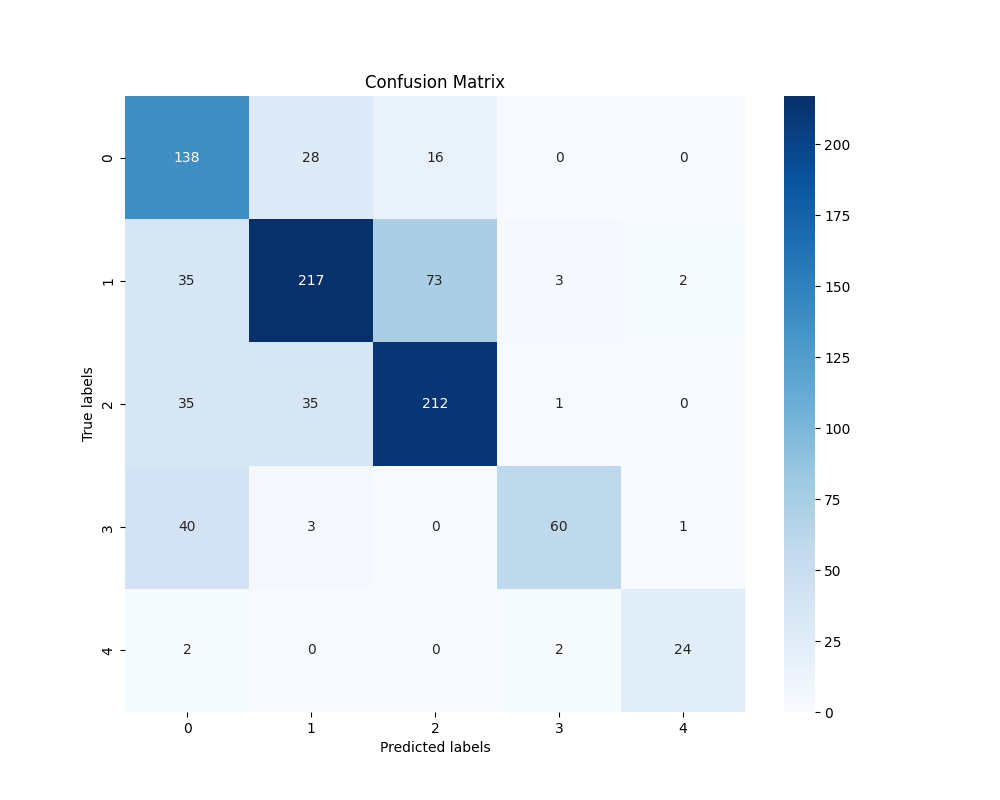 Confusion Matrix
0 138 28 16 0 0
1 35 217 73 3 2
2 35 35 212 1 0
3 40 3 0 60 1
4 2 0 0 2 24
0 1 2 3 4
Predicted labels
True labels
200
175
150
125
100
75
50
25
0